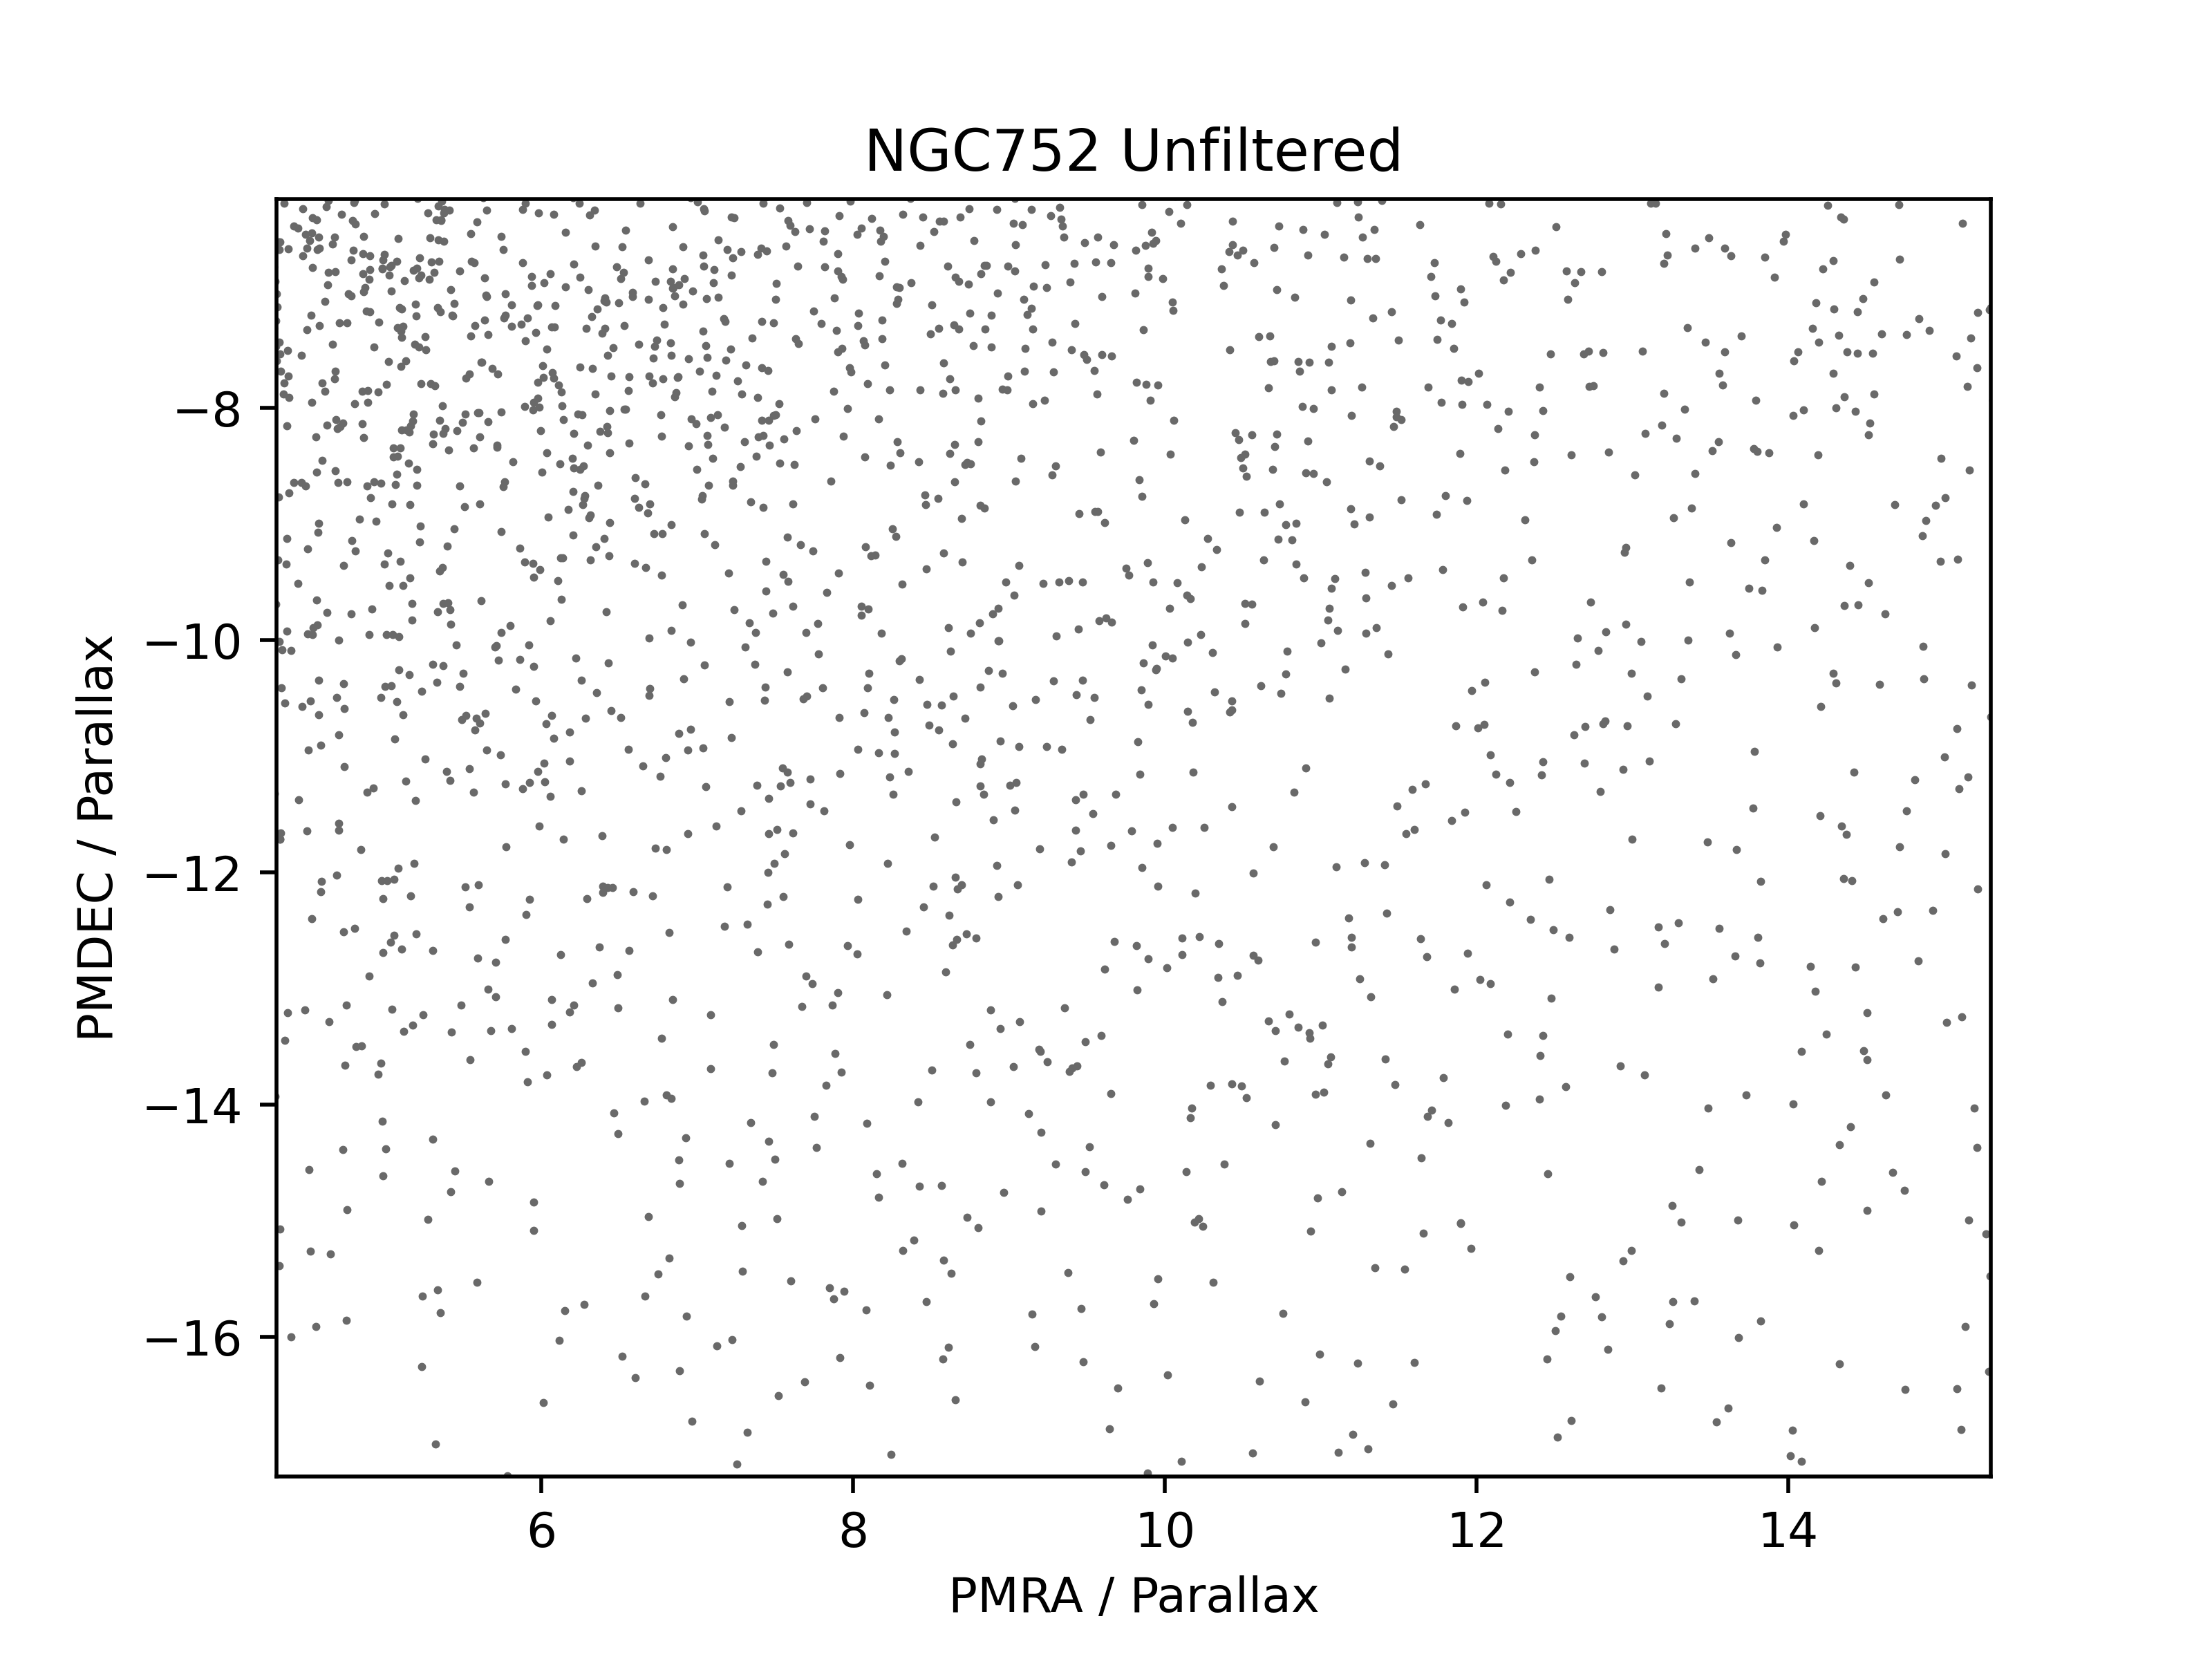 NGC752 Unfiltered
PMDEC / Parallax
−8
−10
−12
−14
−16
6 8 10 12 14
PMRA / Parallax